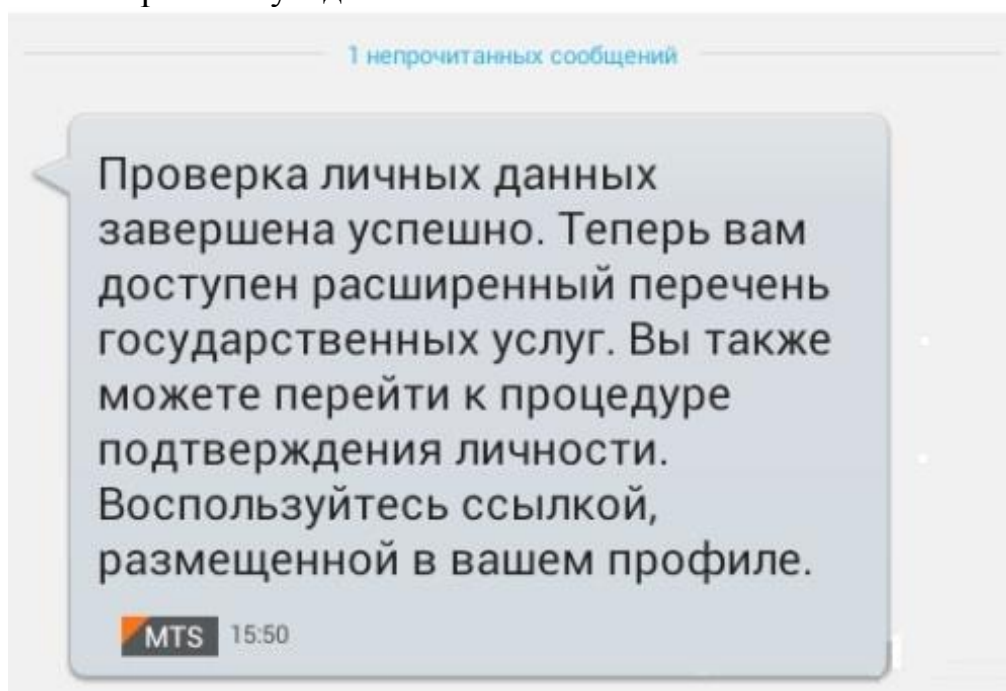 1 непрочитанных сообщений
Проверка личных данных
завершена успешно. Теперь вам
доступен расширенный перечень
государственных услуг. Вы также
можете перейти к процедуре
подтверждения личности.
Воспользуйтесь ссылкой,
размещенной в вашем профиле.
MTS 15:50